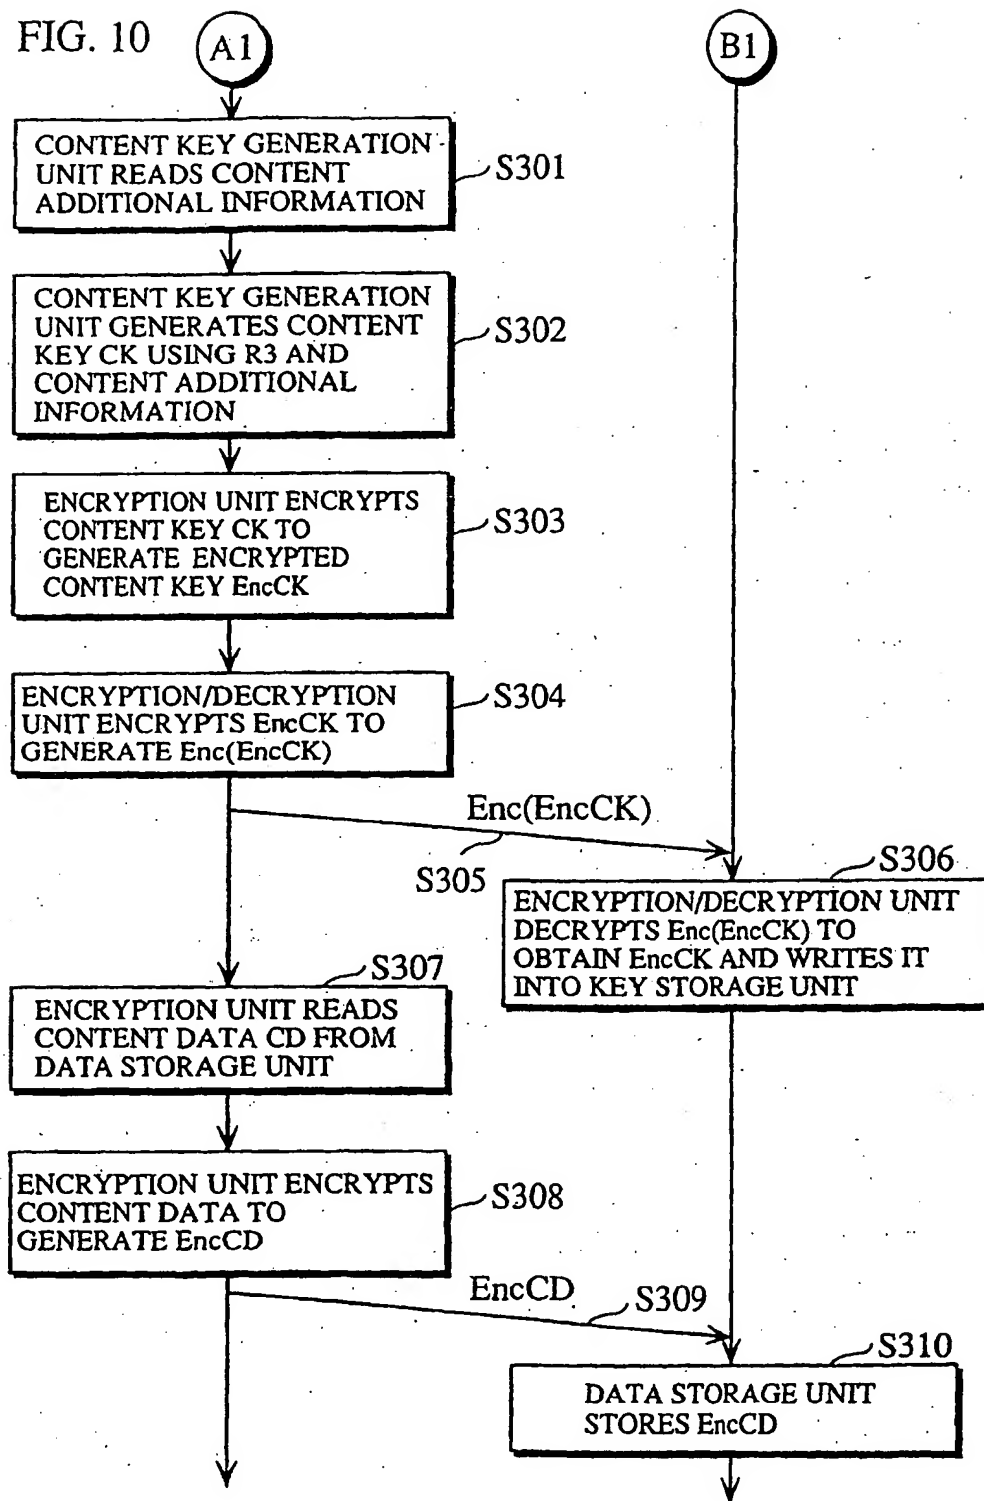 FIG. 10
A1
B1
CONTENT KEY GENERATION
UNIT READS CONTENT
ADDITIONAL INFORMATION
S301
CONTENT KEY GENERATION
UNIT GENERATES CONTENT
KEY CK USING R3 AND
CONTENT ADDITIONAL
INFORMATION
S302
ENCRYPTION UNIT ENCRYPTS
CONTENT KEY CK TO
GENERATE ENCRYPTED
CONTENT KEY EncCK
S303
ENCRYPTION/DECRYPTION
UNIT ENCRYPTS EncCK TO
GENERATE Enc(EncCK)
S304
Enc(EncCK)
S305
S306
ENCRYPTION/DECRYPTION UNIT
DECRYPTS Enc(EncCK) TO
OBTAIN EncCK AND WRITES IT
INTO KEY STORAGE UNIT
S307
ENCRYPTION UNIT READS
CONTENT DATA CD FROM
DATA STORAGE UNIT
ENCRYPTION UNIT ENCRYPTS
CONTENT DATA TO
GENERATE EncCD
S308
EncCD
S309
S310
DATA STORAGE UNIT
STORES EncCD